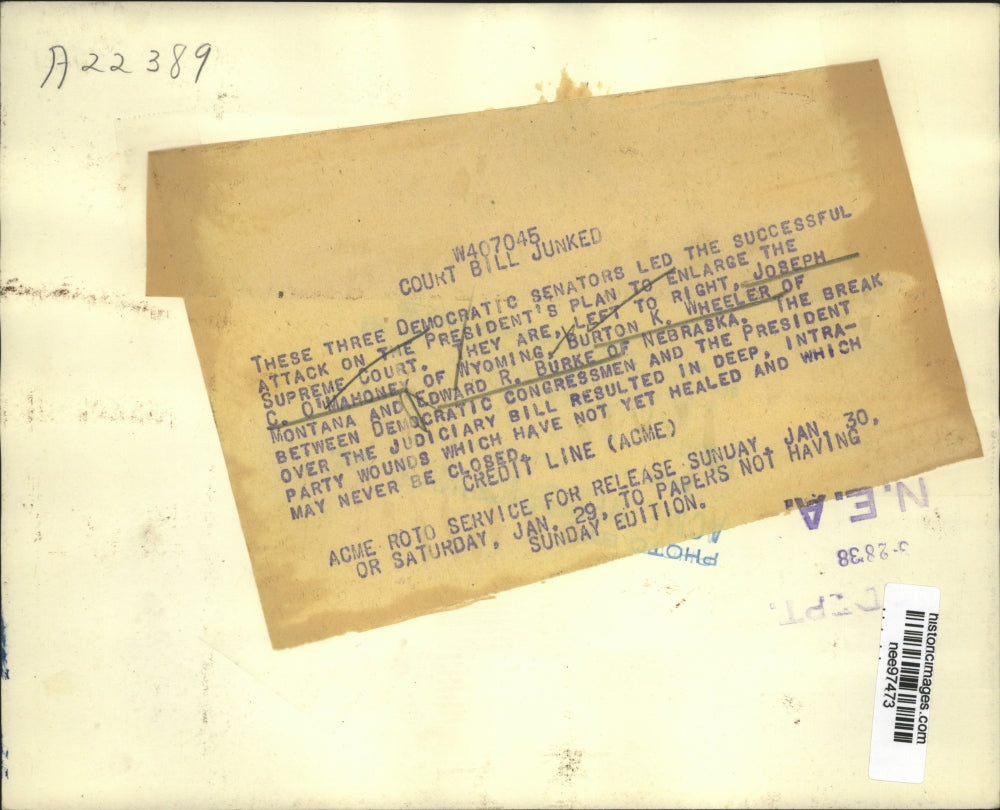 A22389
W407045
COURT BILL JUNKED
THESE THREE DEMOCRATIC SENATORS LED THE SUCCESSFUL
ATTACK ON THE PRESIDENT'S PLAN TO ENLARGE THE
SUPREME COURT. THEY ARE, LEFT TO RIGHT, JOSEPH
C. O'MAHONEY OF WYOMING, BURTON K. WHEELER OF
MONTANA AND EDWARD R. BURKE OF NEBRASKA. THE BREAK
BETWEEN DEMOCRATIC CONGRESSMEN AND THE PRESIDENT
OVER THE JUDICIARY BILL RESULTED IN DEEP, INTRA-
PARTY WOUNDS WHICH HAVE NOT YET HEALED AND WHICH
MAY NEVER BE CLOSED.
CREDIT LINE (ACME)
ACME ROTO SERVICE FOR RELEASE SUNDAY, JAN. 30,
OR SATURDAY, JAN. 29, TO PAPERS NOT HAVING
SUNDAY EDITION.
PHOTO
N.E.A.
28 38
DEPT.
historicimages.com
nee97473